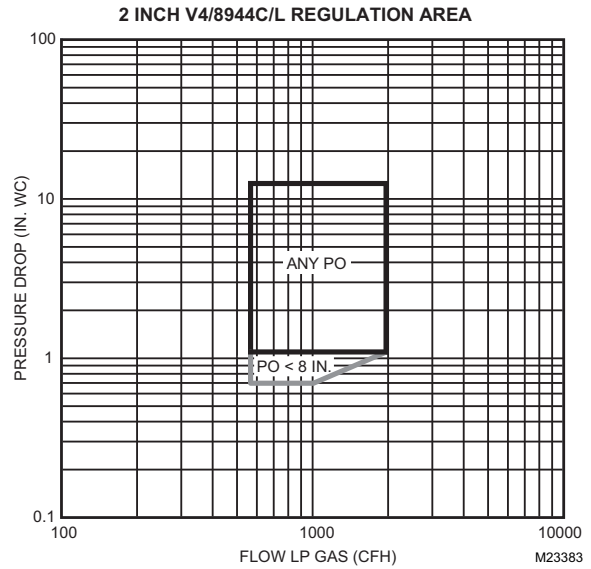 2 INCH V4/8944C/L REGULATION AREA
100
10
1
0.1
PRESSURE DROP (IN. WC)
ANY PO
PO < 8 IN.
100
1000
10000
FLOW LP GAS (CFH)
M23383